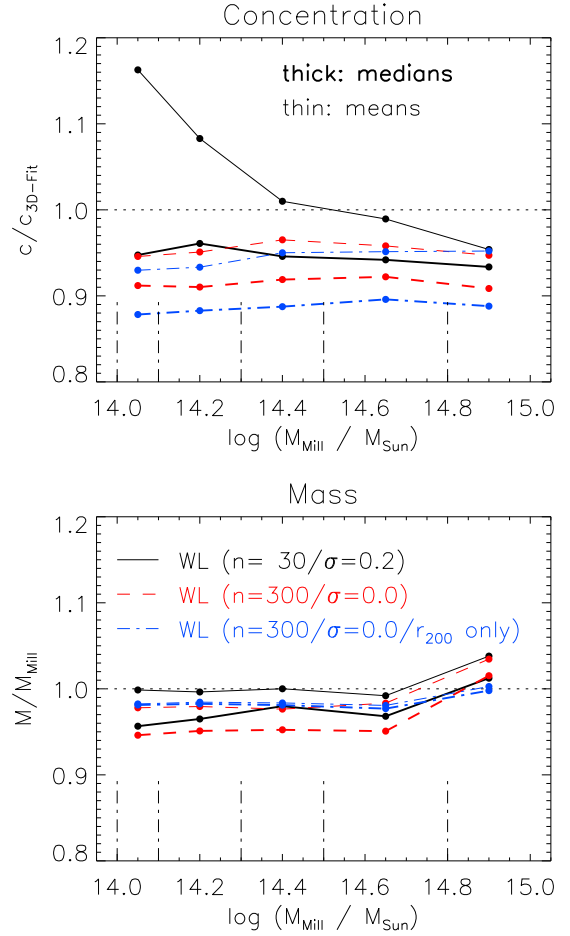 Concentration
1.2
thick: medians
thin: means
1.1
c/c3D-Fit
1.0
0.9
0.8
14.0 14.2 14.4 14.6 14.8 15.0
log (MMill / MSun)
Mass
1.2
WL (n= 30/σ=0.2)
WL (n=300/σ=0.0)
1.1
WL (n=300/σ=0.0/r200 only)
M/MMill
1.0
0.9
0.8
14.0 14.2 14.4 14.6 14.8 15.0
log (MMill / MSun)